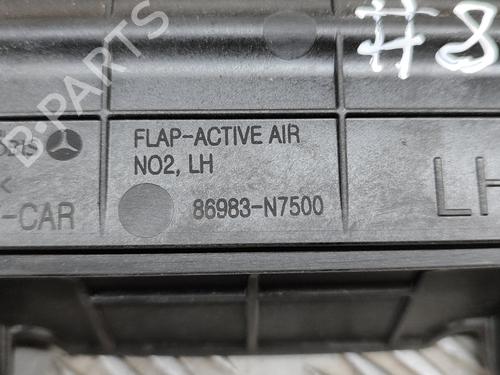 #8
B-PARTS
FLAP-ACTIVE AIR
NO2, LH
<
-CAR
86983-N7500
LH